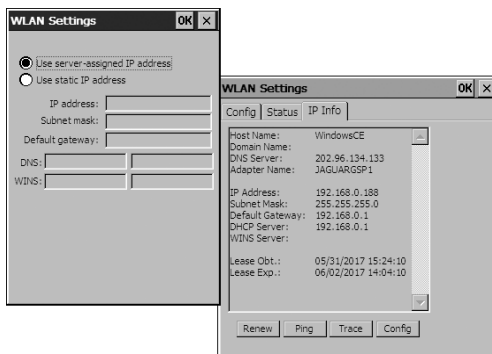 WLAN Settings OK ×
Use server-assigned IP address
Use static IP address
IP address:
Subnet mask:
Default gateway:
DNS:
WINS:
WLAN Settings OK ×
Config Status IP Info
Host Name: WindowsCE
Domain Name:
DNS Server: 202.96.134.133
Adapter Name: JAGUARGSP1
IP Address: 192.168.0.188
Subnet Mask: 255.255.255.0
Default Gateway: 192.168.0.1
DHCP Server: 192.168.0.1
WINS Server:
Lease Obt.: 05/31/2017 15:24:10
Lease Exp.: 06/02/2017 14:04:10
Renew Ping Trace Config